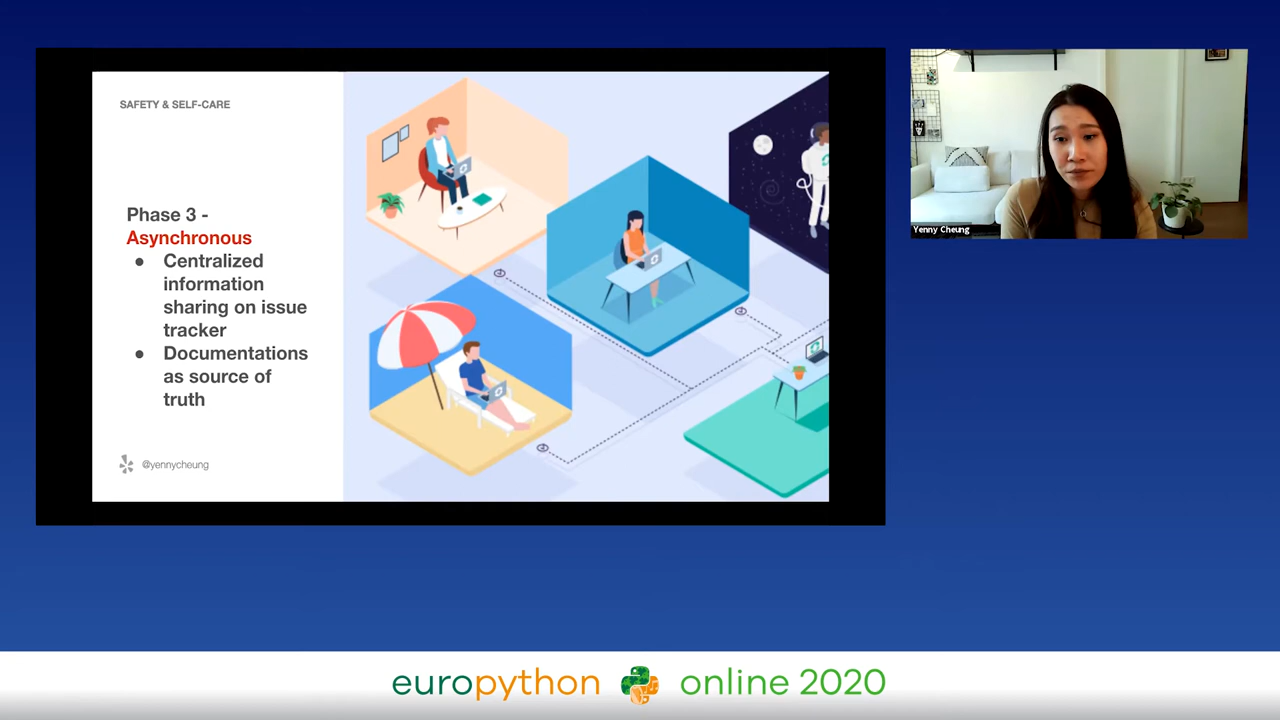 SAFETY & SELF-CARE
Phase 3 -
Asynchronous
● Centralized
information
sharing on issue
tracker
● Documentations
as source of
truth
@yennycheung
Yenny Cheung
europython online 2020